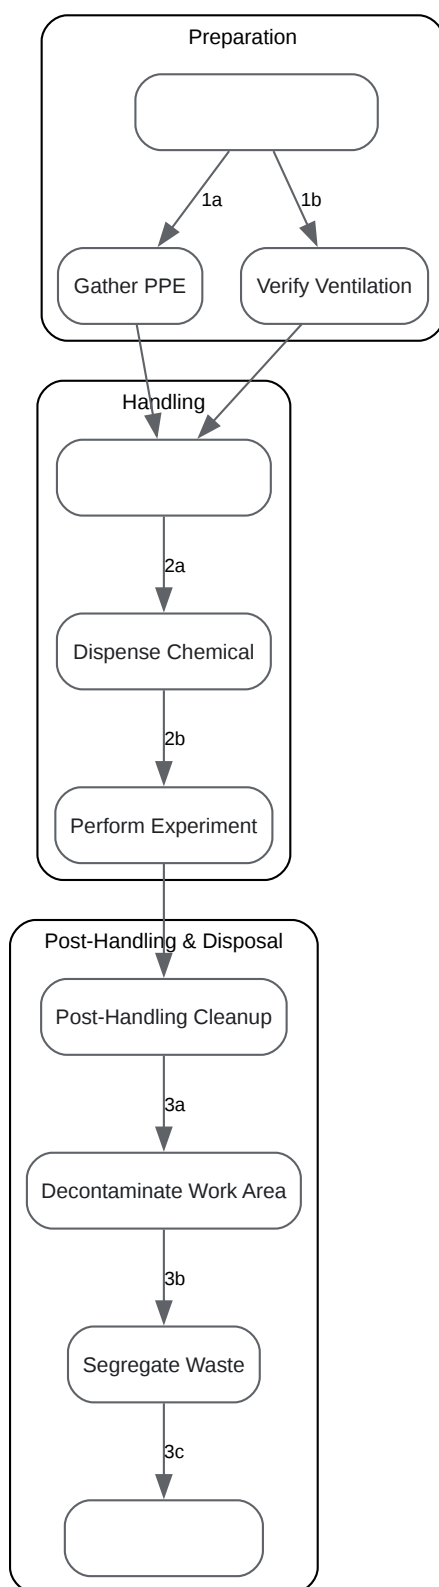 Preparation
1a
1b
Gather PPE
Verify Ventilation
Handling
2a
Dispense Chemical
2b
Perform Experiment
Post-Handling & Disposal
Post-Handling Cleanup
3a
Decontaminate Work Area
3b
Segregate Waste
3c